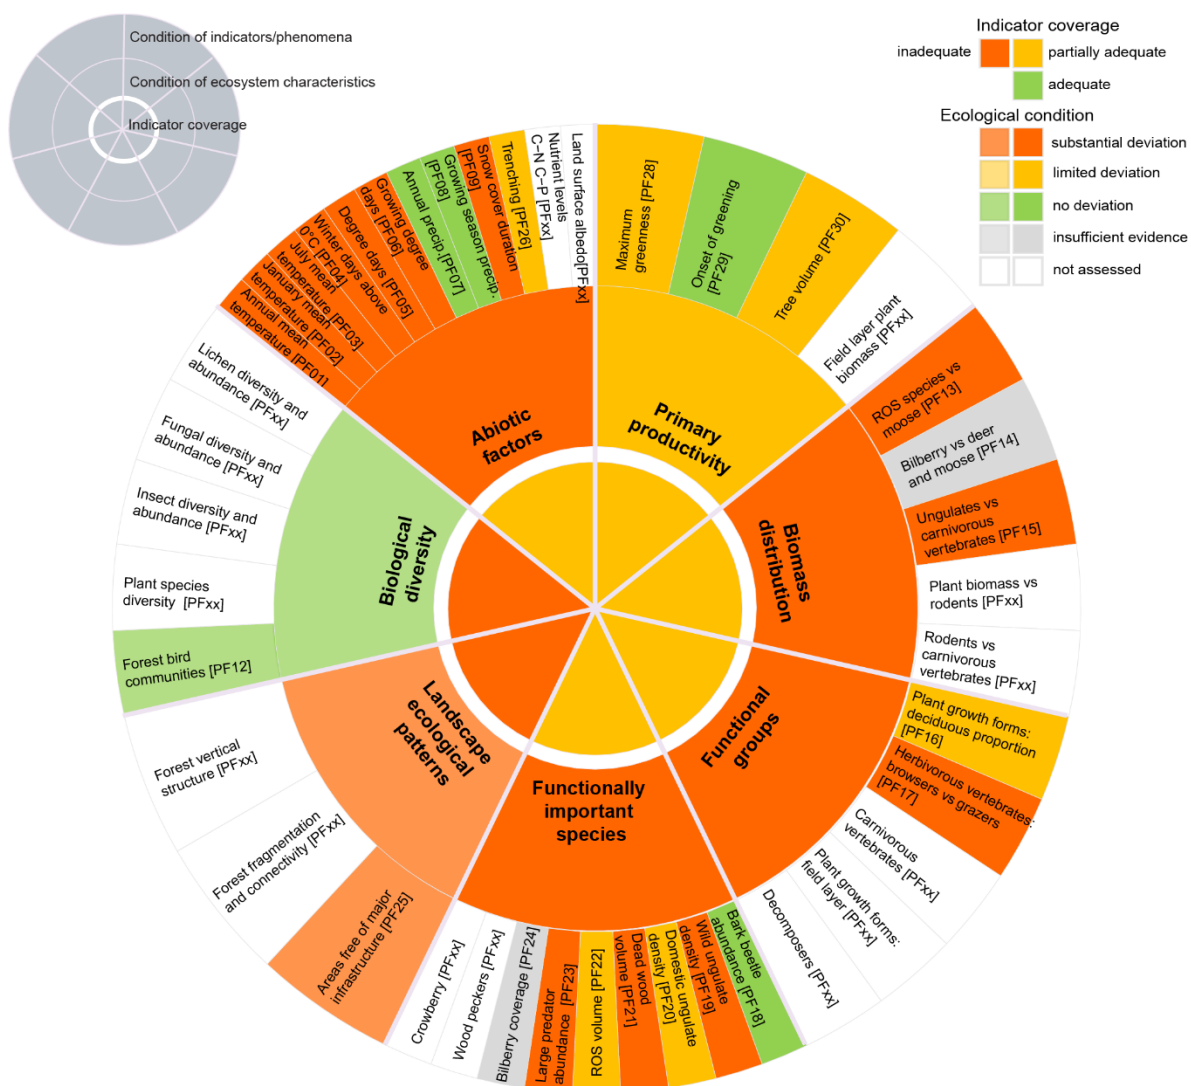 Condition of indicators/phenomena
Condition of ecosystem characteristics
Indicator coverage
Indicator coverage
inadequate
partially adequate
adequate
Ecological condition
substantial deviation
limited deviation
no deviation
insufficient evidence
not assessed
Abiotic
factors
Annual mean
temperature [PF01]
January mean
temperature [PF02]
July mean
temperature [PF03]
Winter days above
0°C [PF04]
Degree days [PF05]
Growing degree
days [PF06]
Annual precip.[PF07]
Growing season precip.
[PF08]
Snow cover duration
[PF09]
Trenching [PF26]
Nutrient levels
C−N C−P [PFxx]
Land surface albedo[PFxx]
Primary
productivity
Maximum
greenness [PF28]
Onset of greening
[PF29]
Tree volume [PF30]
Field layer plant
biomass [PFxx]
Biomass
distribution
ROS species vs
moose [PF13]
Bilberry vs deer
and moose [PF14]
Ungulates vs
carnivorous
vertebrates [PF15]
Plant biomass vs
rodents [PFxx]
Rodents vs
carnivorous
vertebrates [PFxx]
Functional
groups
Plant growth forms:
deciduous proportion
[PF16]
Herbivorous vertebrates:
browsers vs grazers
[PF17]
Carnivorous
vertebrates [PFxx]
Plant growth forms:
field layer [PFxx]
Decomposers [PFxx]
Functionally
important
species
Bark beetle
abundance [PF18]
Wild ungulate
density [PF19]
Domestic ungulate
density [PF20]
Dead wood
volume [PF21]
ROS volume [PF22]
Large predator
abundance [PF23]
Bilberry coverage [PF24]
Wood peckers [PFxx]
Crowberry [PFxx]
Landscape
ecological
patterns
Areas free of major
infrastructure [PF25]
Forest fragmentation
and connectivity [PFxx]
Forest vertical
structure [PFxx]
Biological
diversity
Forest bird
communities [PF12]
Plant species
diversity [PFxx]
Insect diversity and
abundance [PFxx]
Fungal diversity and
abundance [PFxx]
Lichen diversity and
abundance [PFxx]